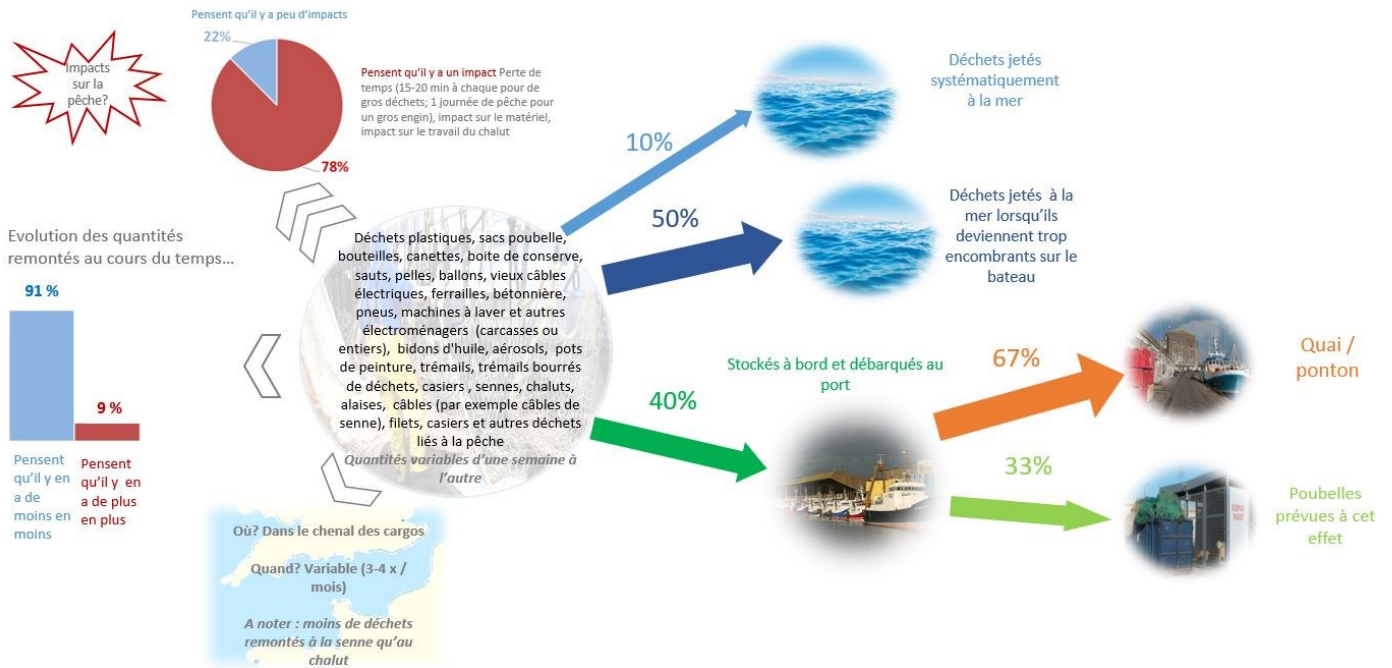 Pensent qu'il y a peu d'impacts
22%
Impacts
sur la
pêche?
Pensent qu'il y a un impact Perte de
temps (15-20 min à chaque pour de
gros déchets; 1 journée de pêche pour
un gros engin), impact sur le matériel,
impact sur le travail du chalut
78%
Evolution des quantités
remontés au cours du temps...
91 %
9 %
Pensent
qu'il y en
a de
moins en
moins
Pensent
qu'il y en
a de plus
en plus
Déchets plastiques, sacs poubelle,
bouteilles, canettes, boite de conserve,
sauts, pelles, ballons, vieux câbles
électriques, ferrailles, bétonnière,
pneus, machines à laver et autres
électroménagers (carcasses ou
entiers), bidons d'huile, aérosols, pots
de peinture, trémails, trémails bourrés
de déchets, casiers , sennes, chaluts,
alaises, câbles (par exemple câbles de
senne), filets, casiers et autres déchets
liés à la pêche
Quantités variables d'une semaine à
l'autre
Où? Dans le chenal des cargos
Quand? Variable (3-4 x /
mois)
A noter : moins de déchets
remontés à la senne qu'au
chalut
10%
Déchets jetés
systématiquement
à la mer
50%
Déchets jetés à la
mer lorsqu'ils
deviennent trop
encombrants sur le
bateau
40%
Stockés à bord et débarqués au
port
67%
Quai /
ponton
33%
Poubelles
prévues à cet
effet